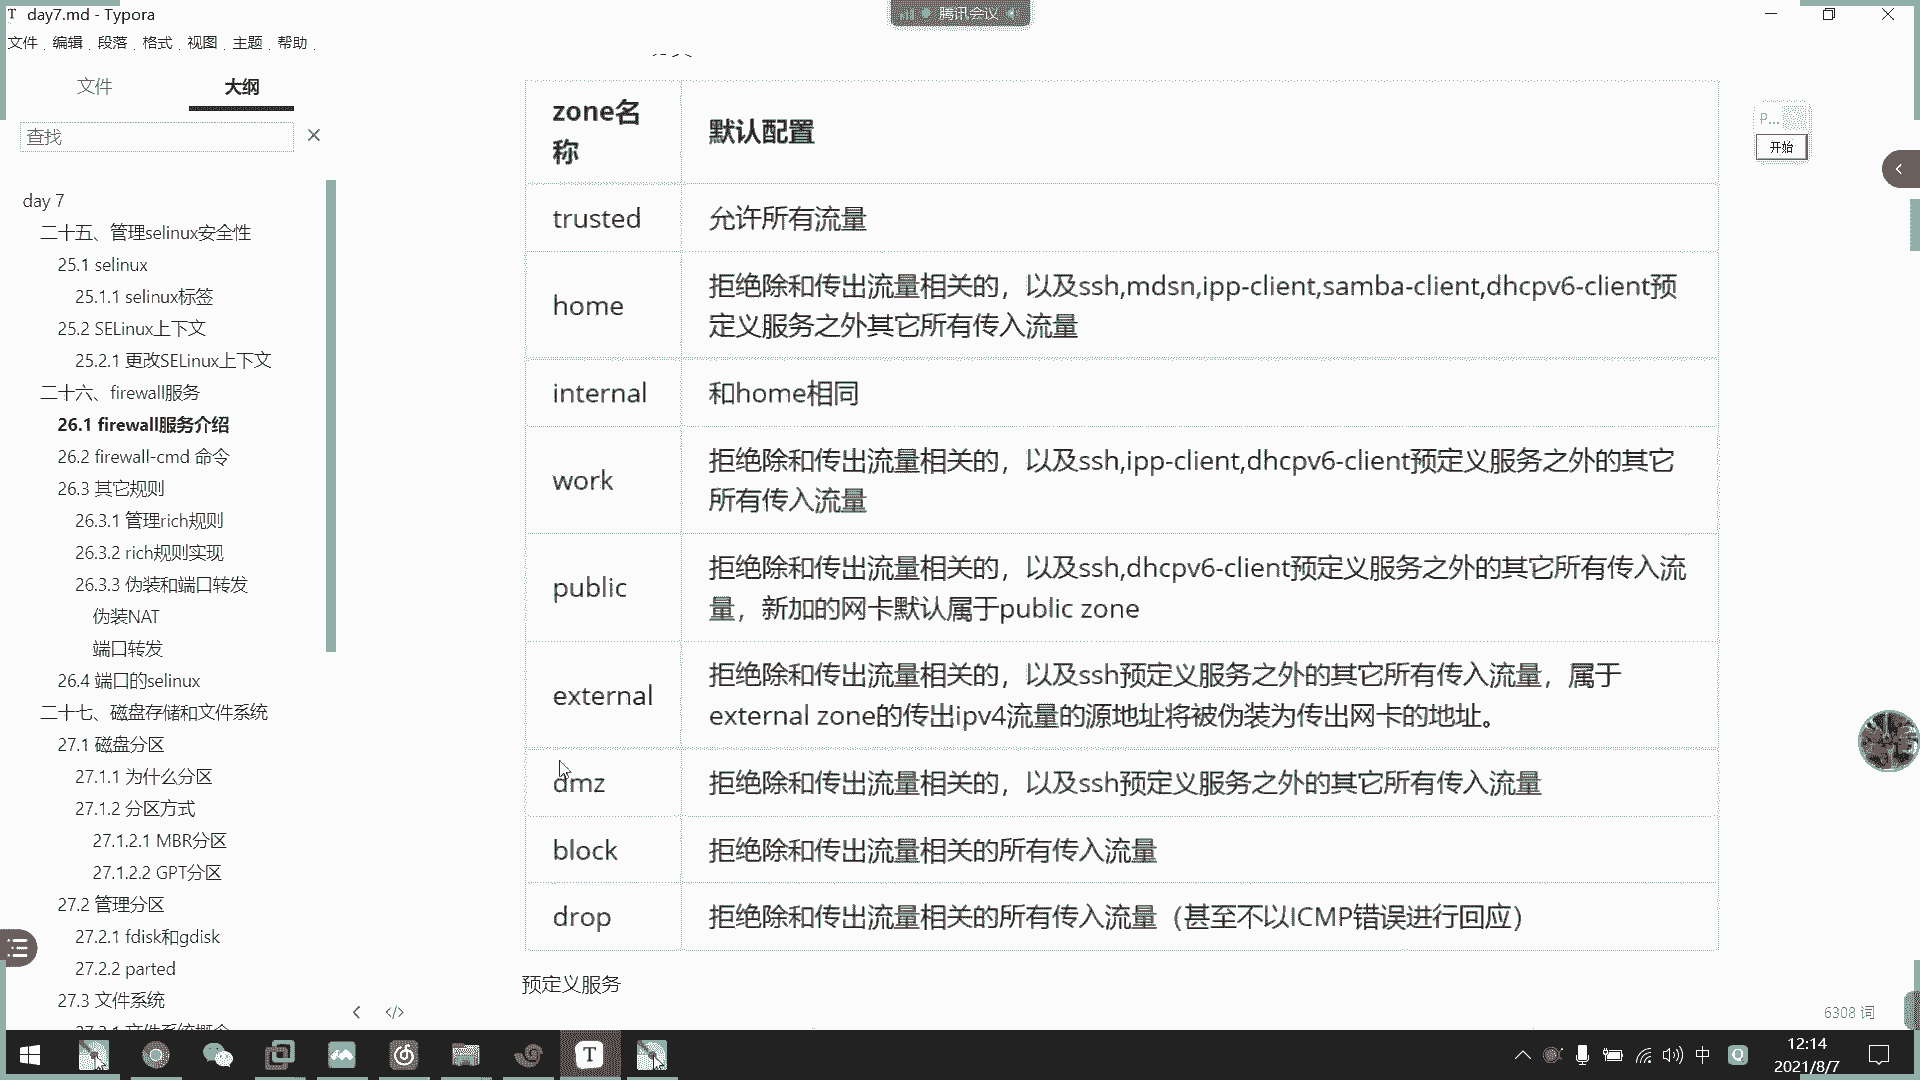 day7.md - Typora
腾讯会议
文件 编辑 段落 格式 视图 主题 帮助
文件 大纲
查找
day 7
二十五、管理selinux安全性
25.1 selinux
25.1.1 selinux标签
25.2 SELinux上下文
25.2.1 更改SELinux上下文
二十六、firewall服务
26.1 firewall服务介绍
26.2 firewall-cmd 命令
26.3 其它规则
26.3.1 管理rich规则
26.3.2 rich规则实现
26.3.3 伪装和端口转发
伪装NAT
端口转发
26.4 端口的selinux
二十七、磁盘存储和文件系统
27.1 磁盘分区
27.1.1 为什么分区
27.1.2 分区方式
27.1.2.1 MBR分区
27.1.2.2 GPT分区
27.2 管理分区
27.2.1 fdisk和gdisk
27.2.2 parted
27.3 文件系统
zone名
称
默认配置
trusted
允许所有流量
home
拒绝除和传出流量相关的，以及ssh,mdsn,ipp-client,samba-client,dhcpv6-client预
定义服务之外其它所有传入流量
internal
和home相同
work
拒绝除和传出流量相关的，以及ssh,ipp-client,dhcpv6-client预定义服务之外的其它
所有传入流量
public
拒绝除和传出流量相关的，以及ssh,dhcpv6-client预定义服务之外的其它所有传入流
量，新加的网卡默认属于public zone
external
拒绝除和传出流量相关的，以及ssh预定义服务之外的其它所有传入流量，属于
external zone的传出ipv4流量的源地址将被伪装为传出网卡的地址。
dmz
拒绝除和传出流量相关的，以及ssh预定义服务之外的其它所有传入流量
block
拒绝除和传出流量相关的所有传入流量
drop
拒绝除和传出流量相关的所有传入流量（甚至不以ICMP错误进行回应）
预定义服务
P...
开始
6308 词
中
12:14
2021/8/7